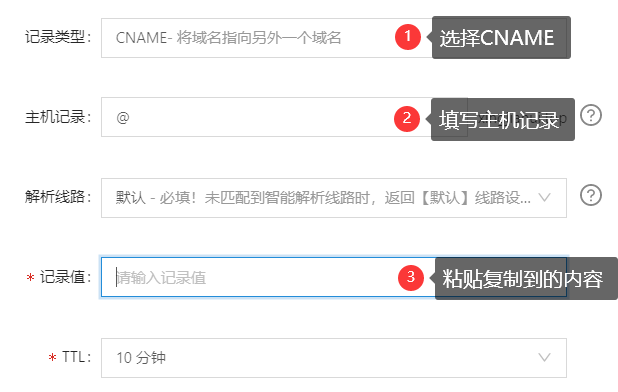 记录类型： CNAME- 将域名指向另外一个域名 1 选择CNAME
主机记录： @ 2 填写主机记录 ?
解析线路： 默认 - 必填！未匹配到智能解析线路时，返回【默认】线路设... ?
* 记录值： 请输入记录值 3 粘贴复制到的内容
* TTL： 10 分钟